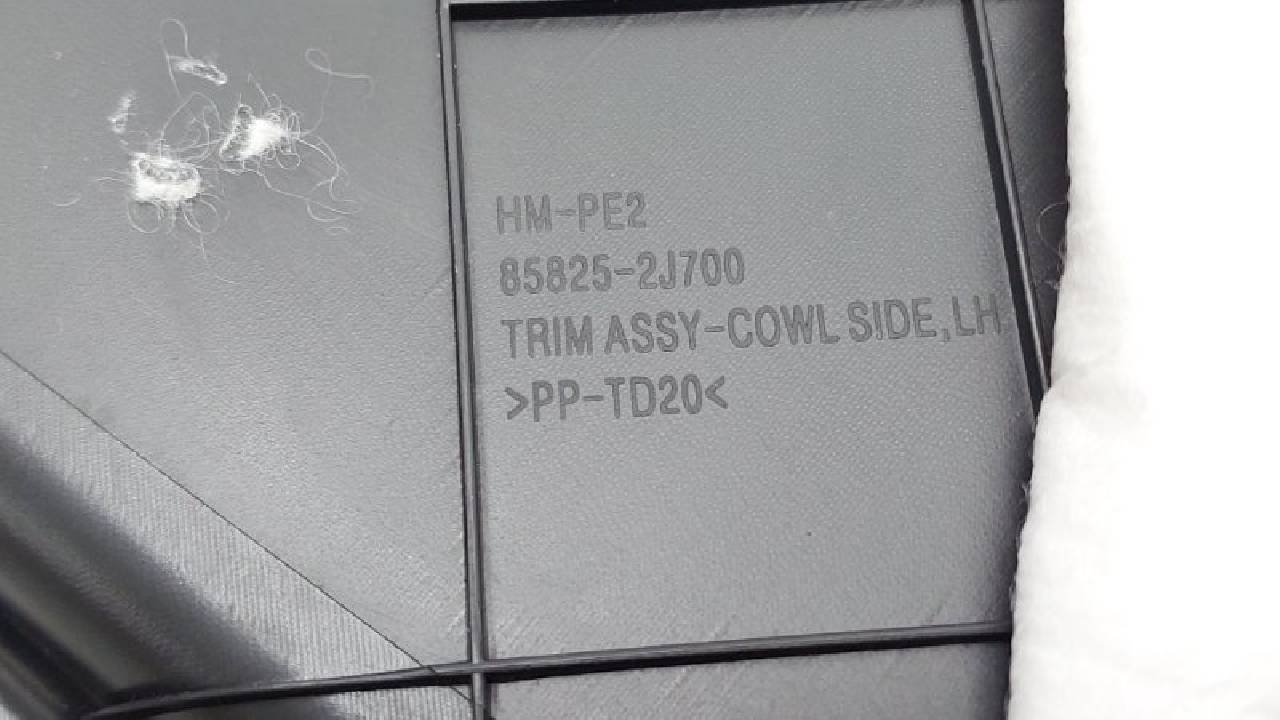 HM-PE2
85825-2J700
TRIM ASSY-COWL SIDE, LH
>PP-TD20<